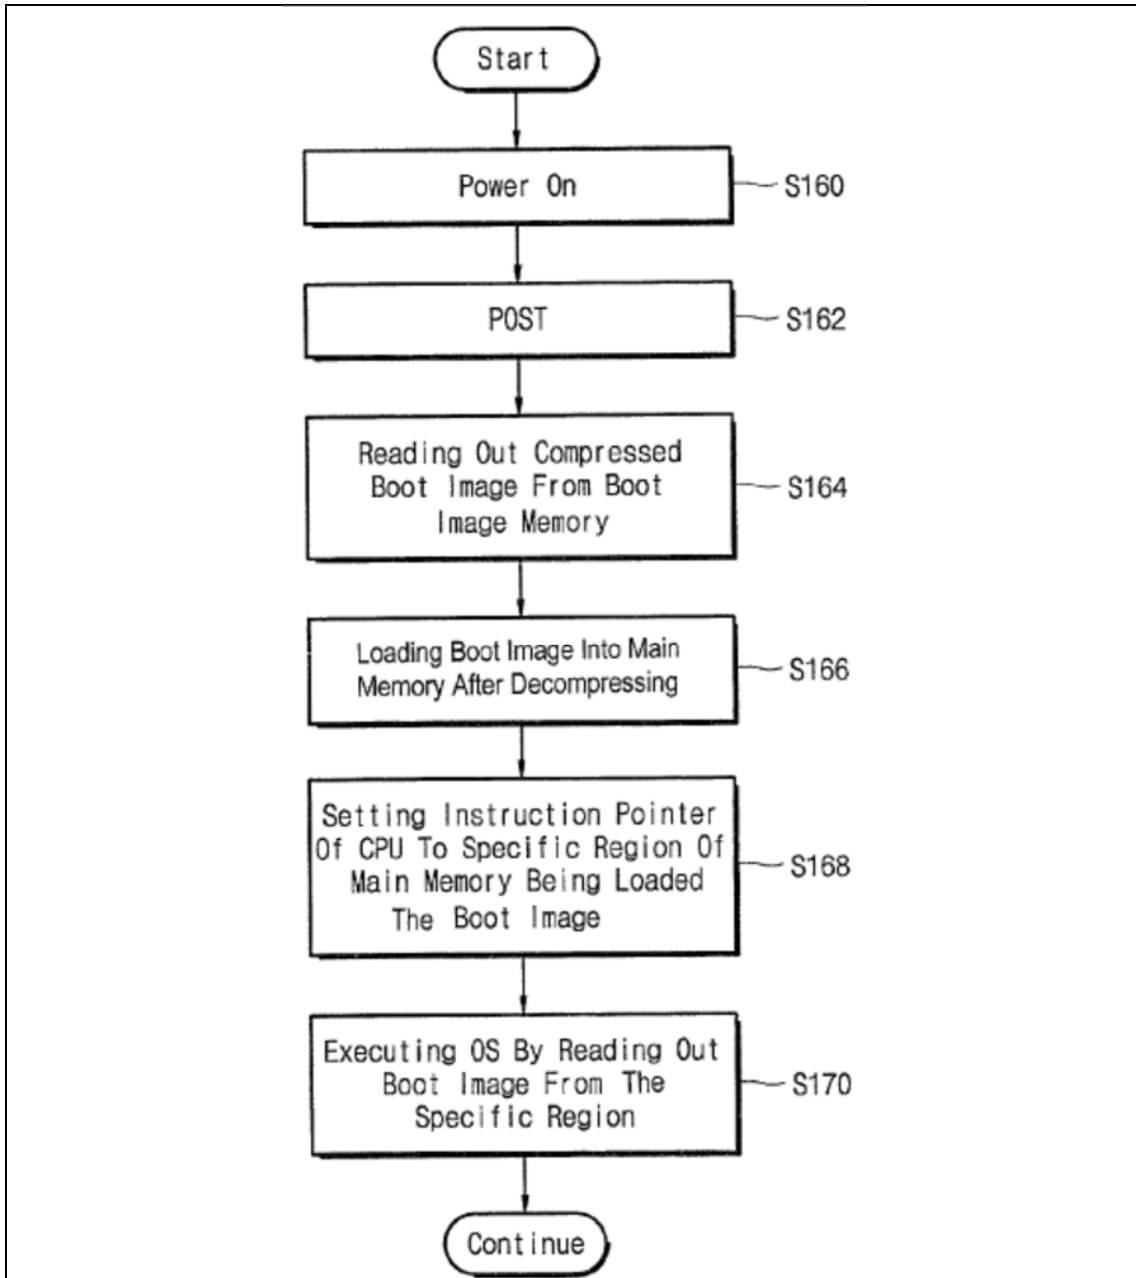 Start
Power On
S160
POST
S162
Reading Out Compressed
Boot Image From Boot
Image Memory
S164
Loading Boot Image Into Main
Memory After Decompressing
S166
Setting Instruction Pointer
Of CPU To Specific Region Of
Main Memory Being Loaded
The Boot Image
S168
Executing OS By Reading Out
Boot Image From The
Specific Region
S170
Continue